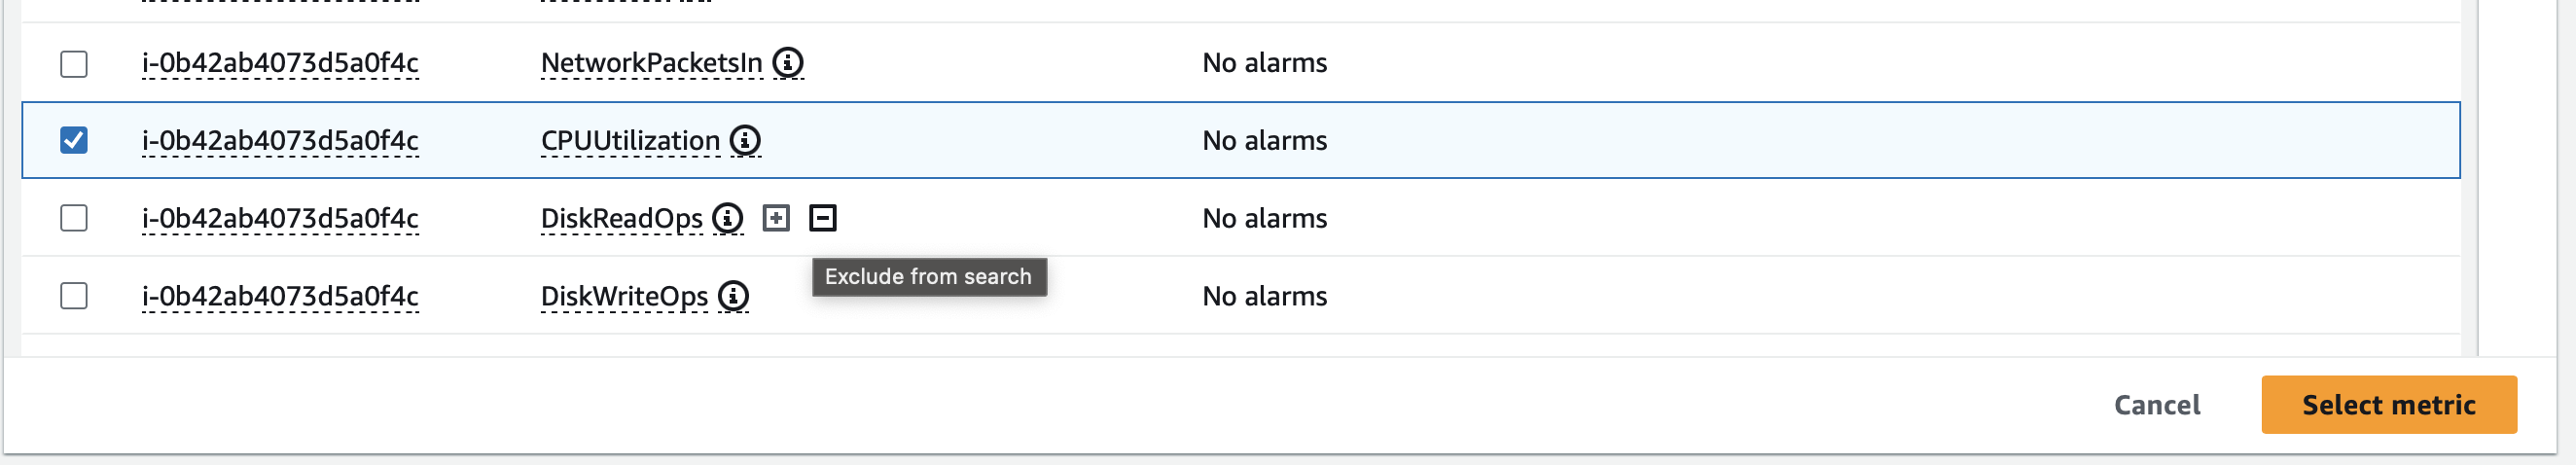 i-0b42ab4073d5a0f4c NetworkPacketsIn No alarms
i-0b42ab4073d5a0f4c CPUUtilization No alarms
i-0b42ab4073d5a0f4c DiskReadOps No alarms
Exclude from search
i-0b42ab4073d5a0f4c DiskWriteOps No alarms
Cancel Select metric